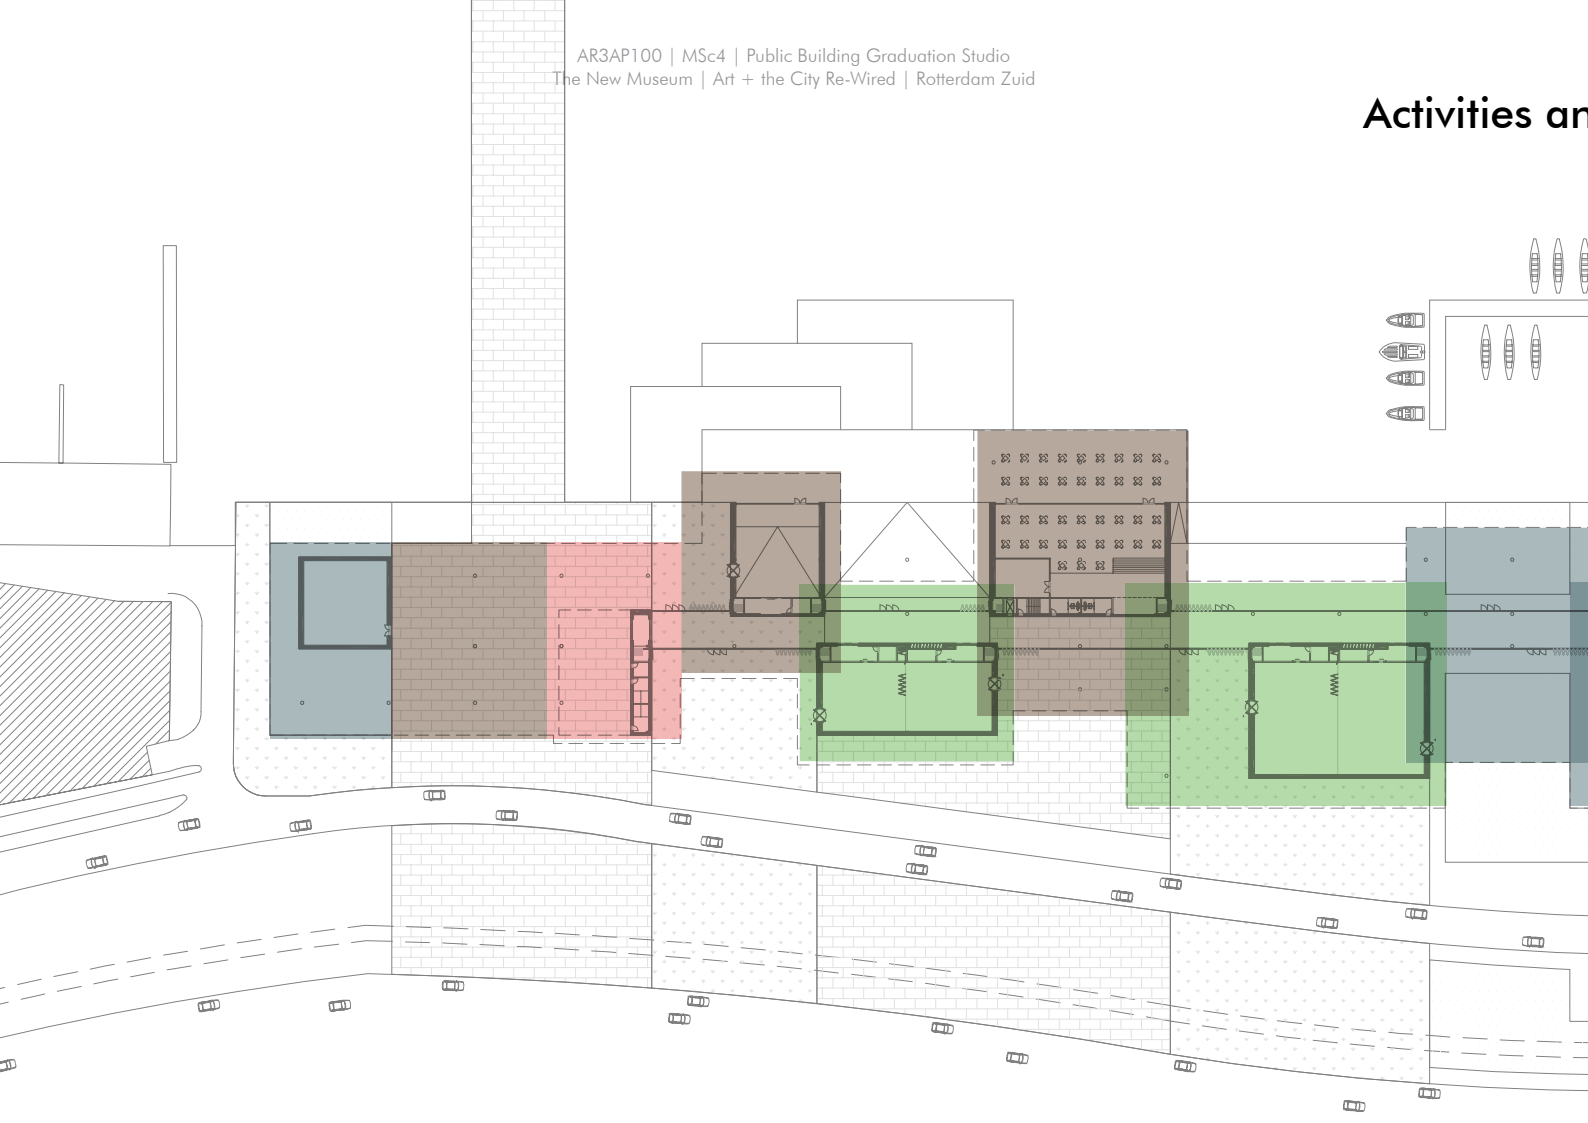 AR3AP100 | MSc4 | Public Building Graduation Studio
The New Museum | Art + the City Re-Wired | Rotterdam Zuid
Activities an